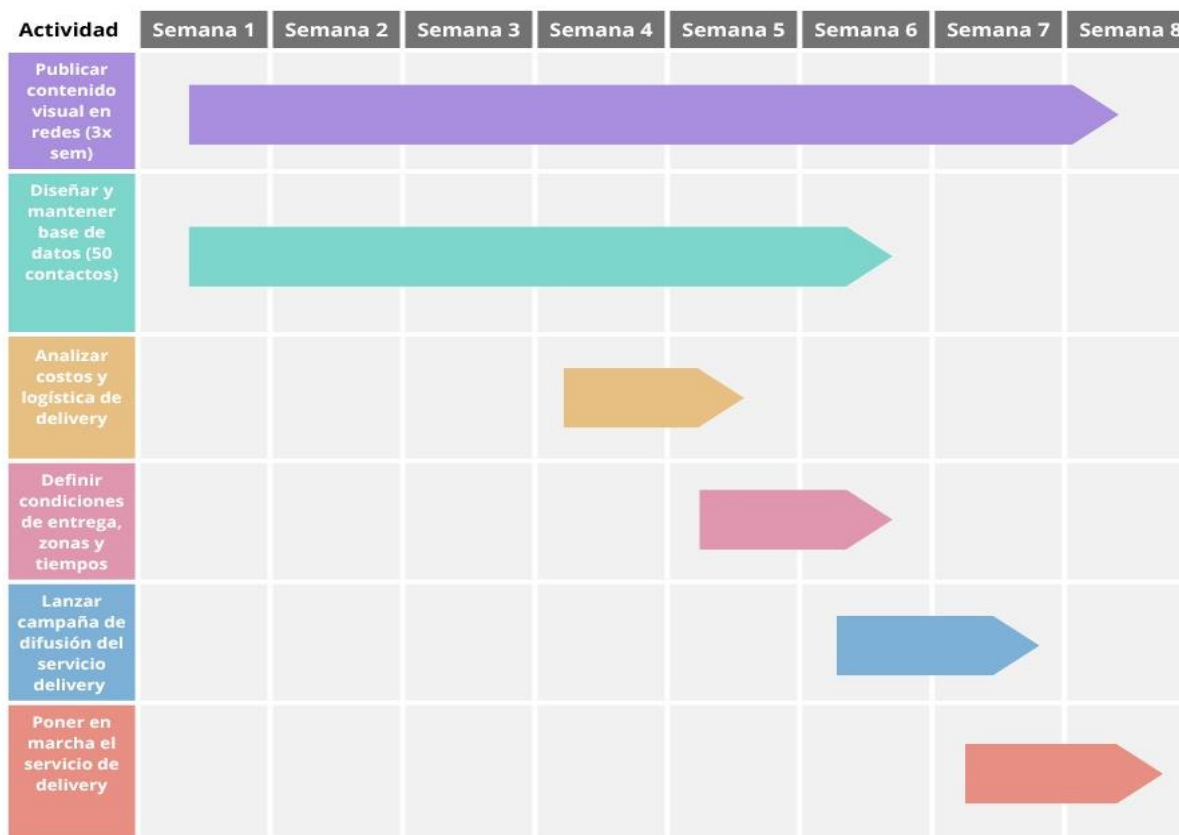 Actividad
Semana 1
Semana 2
Semana 3
Semana 4
Semana 5
Semana 6
Semana 7
Semana 8
Publicar
contenido
visual en
redes (3x
sem)
Diseñar y
mantener
base de
datos (50
contactos)
Analizar
costos y
logística de
delivery
Definir
condiciones
de entrega,
zonas y
tiempos
Lanzar
campaña de
difusión del
servicio
delivery
Poner en
marcha el
servicio de
delivery